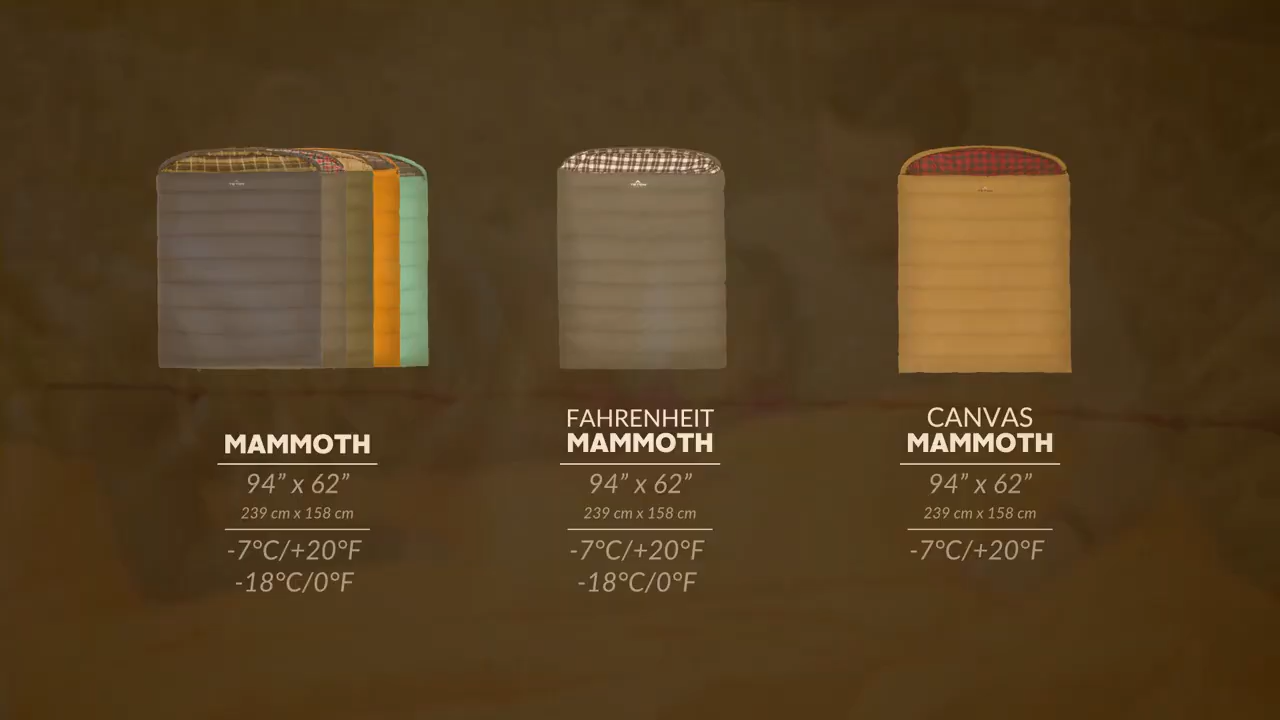 MAMMOTH
94” x 62”
239 cm x 158 cm
-7°C/+20°F
-18°C/0°F
FAHRENHEIT
MAMMOTH
94” x 62”
239 cm x 158 cm
-7°C/+20°F
-18°C/0°F
CANVAS
MAMMOTH
94” x 62”
239 cm x 158 cm
-7°C/+20°F